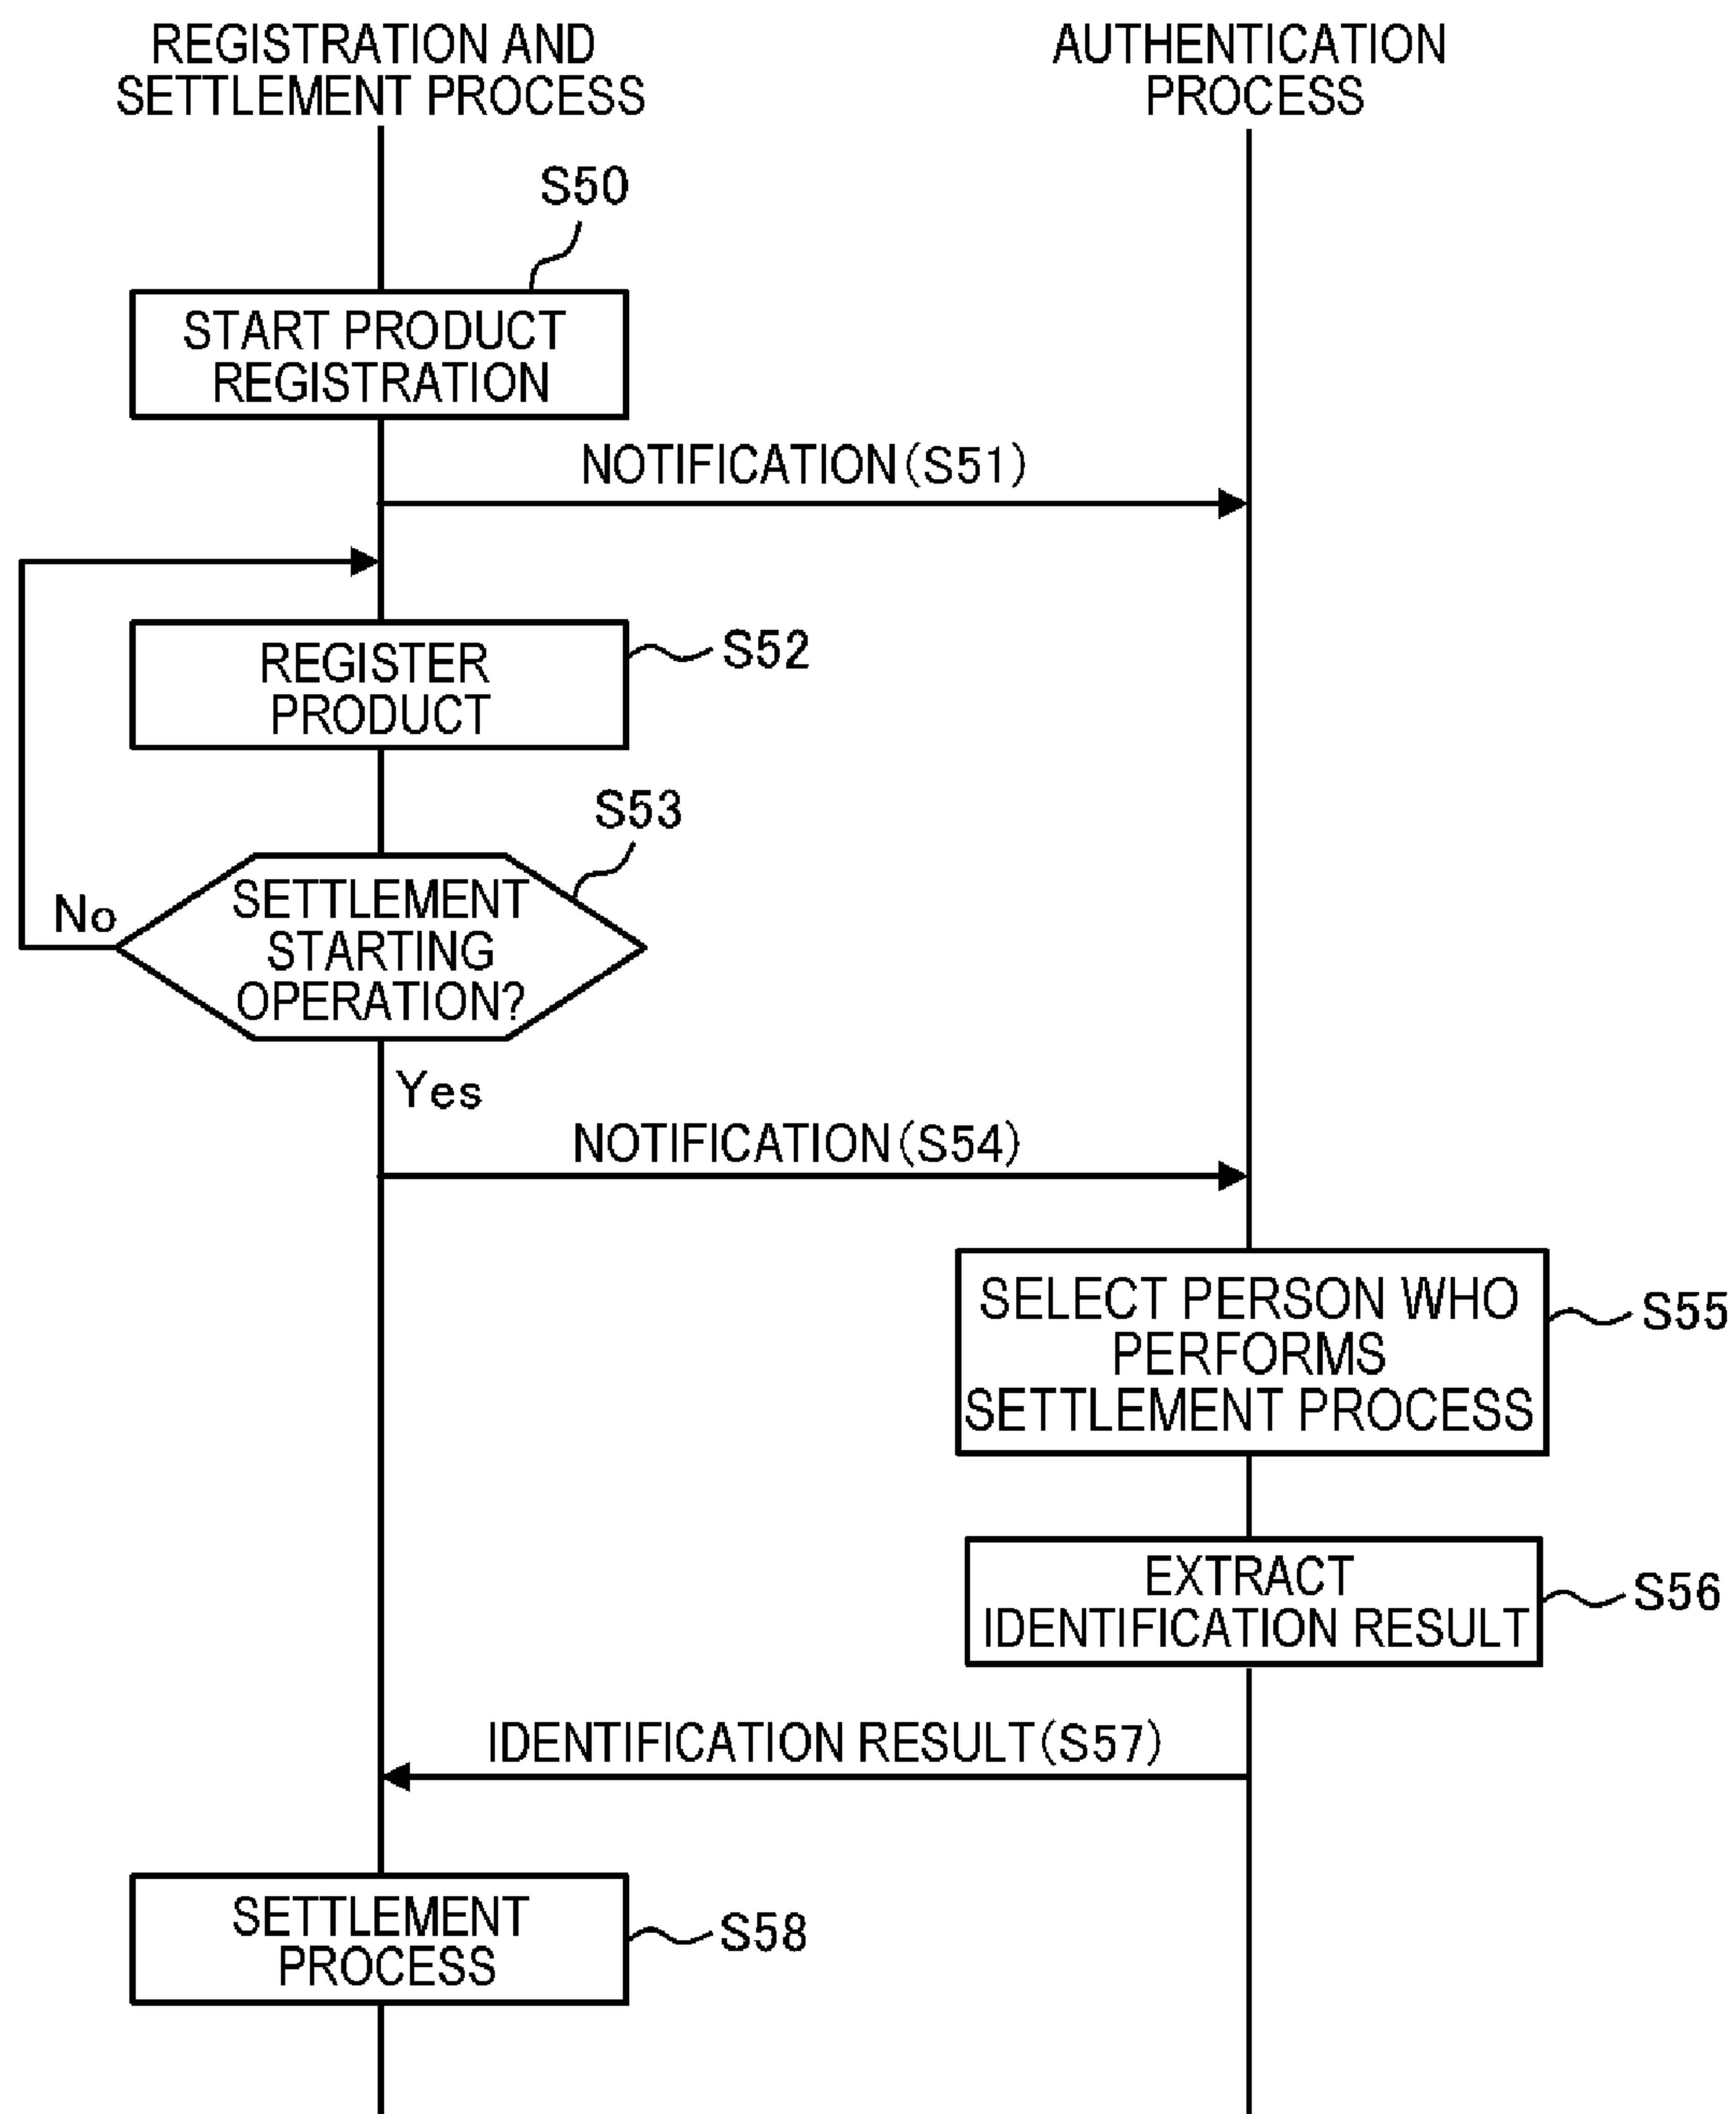 REGISTRATION AND
SETTLEMENT PROCESS
AUTHENTICATION
PROCESS
S50
START PRODUCT
REGISTRATION
NOTIFICATION(S51)
REGISTER
PRODUCT
S52
S53
SETTLEMENT
STARTING
OPERATION?
No
Yes
NOTIFICATION(S54)
SELECT PERSON WHO
PERFORMS
SETTLEMENT PROCESS
S55
EXTRACT
IDENTIFICATION RESULT
S56
IDENTIFICATION RESULT(S57)
SETTLEMENT
PROCESS
S58